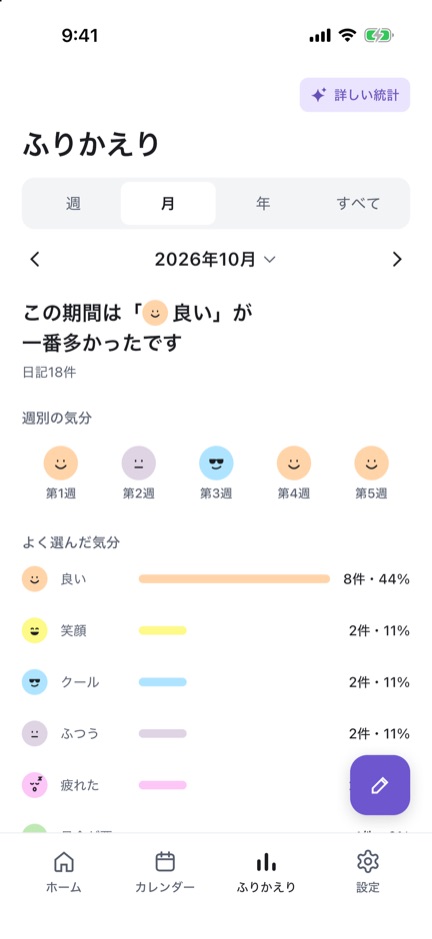 9:41
詳しい統計
ふりかえり
週 月 年 すべて
2026年10月
この期間は「良い」が
一番多かったです
日記18件
週別の気分
第1週 第2週 第3週 第4週 第5週
よく選んだ気分
良い 8件・44%
笑顔 2件・11%
クール 2件・11%
ふつう 2件・11%
疲れた
ホーム カレンダー ふりかえり 設定